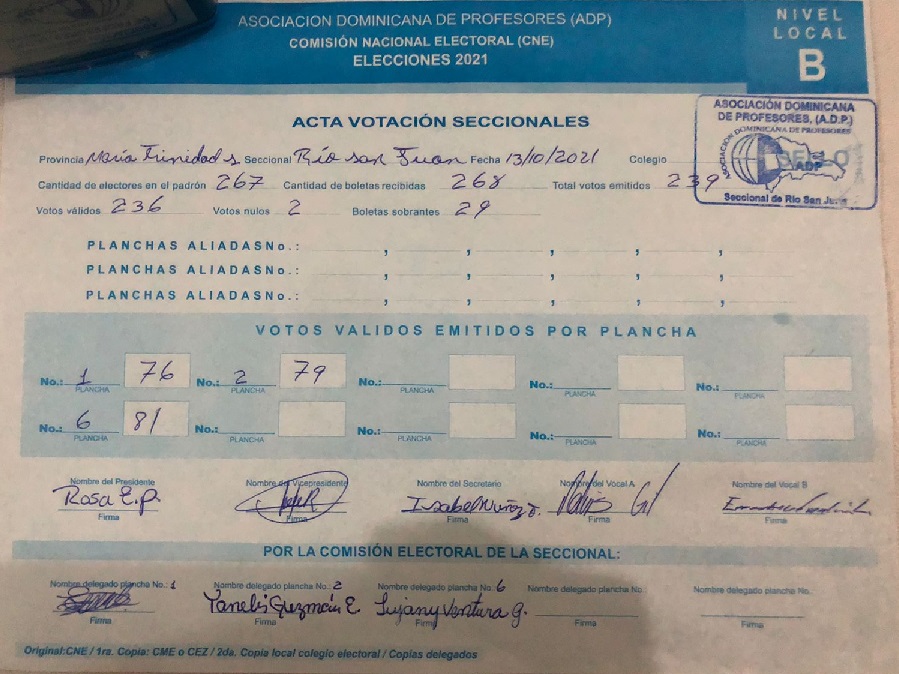 ASOCIACION DOMINICANA DE PROFESORES (ADP)
COMISIÓN NACIONAL ELECTORAL (CNE)
ELECCIONES 2021
NIVEL
LOCAL
B
ACTA VOTACIÓN SECCIONALES
ASOCIACIÓN DOMINICANA
DE PROFESORES, (A.D.P.)
ASOCIACIÓN DOMINICANA DE PROFESORES
ADP
Seccional de Rio San Juan
Provincia María Trinidad S Seccional Río san Juan Fecha 13/10/2021 Colegio
Cantidad de electores en el padrón 267 Cantidad de boletas recibidas 268 Total votos emitidos 239
Votos válidos 236 Votos nulos 2 Boletas sobrantes 29
PLANCHAS ALIADAS No.: , , , , ,
PLANCHAS ALIADAS No.: , , , , ,
PLANCHAS ALIADAS No.: , , , , ,
VOTOS VALIDOS EMITIDOS POR PLANCHA
No.: 1 76 No.: 2 79 No.: No.: No.:
PLANCHA PLANCHA PLANCHA PLANCHA PLANCHA
No.: 6 81 No.: No.: No.: No.:
PLANCHA PLANCHA PLANCHA PLANCHA PLANCHA
Nombre del Presidente Nombre del Vicepresidente Nombre del Secretario Nombre del Vocal A Nombre del Vocal B
Rosa E.P. Isabel Nuñez
Firma Firma Firma Firma Firma
POR LA COMISIÓN ELECTORAL DE LA SECCIONAL:
Nombre delegado plancha No.: 1 Nombre delegado plancha No. 2 Nombre delegado plancha No. 6 Nombre delegado plancha No.: Nombre delegado plancha No.:
Yanelis Guzmán E. Lujany Ventura G.
Firma Firma Firma Firma Firma
Original:CNE / 1ra. Copia: CME o CEZ / 2da. Copia local colegio electoral / Copias delegados